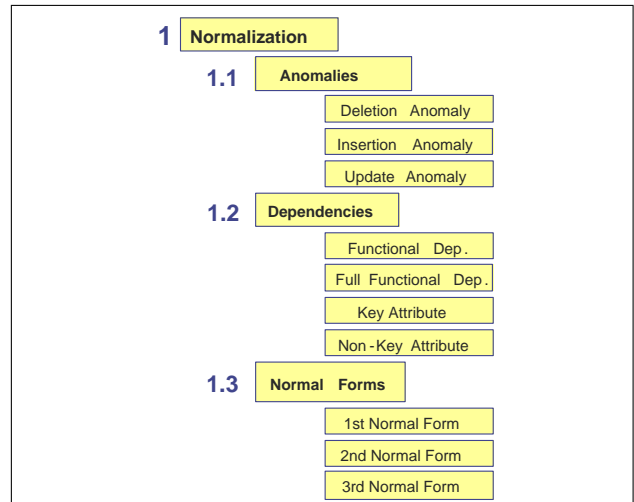 1 Normalization
1.1 Anomalies
Deletion Anomaly
Insertion Anomaly
Update Anomaly
1.2 Dependencies
Functional Dep.
Full Functional Dep.
Key Attribute
Non-Key Attribute
1.3 Normal Forms
1st Normal Form
2nd Normal Form
3rd Normal Form